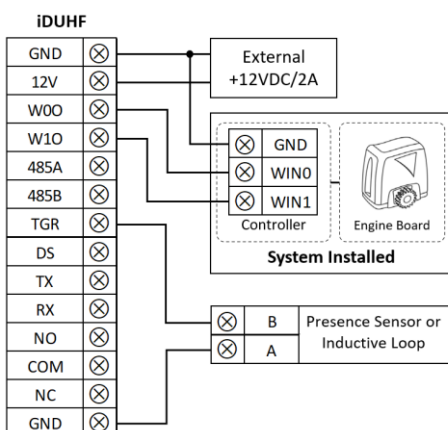 iDUHF
GND
12V
W0O
W1O
485A
485B
TGR
DS
TX
RX
NO
COM
NC
GND
External
+12VDC/2A
GND
WIN0
WIN1
Controller
Engine Board
System Installed
B
A
Presence Sensor or
Inductive Loop